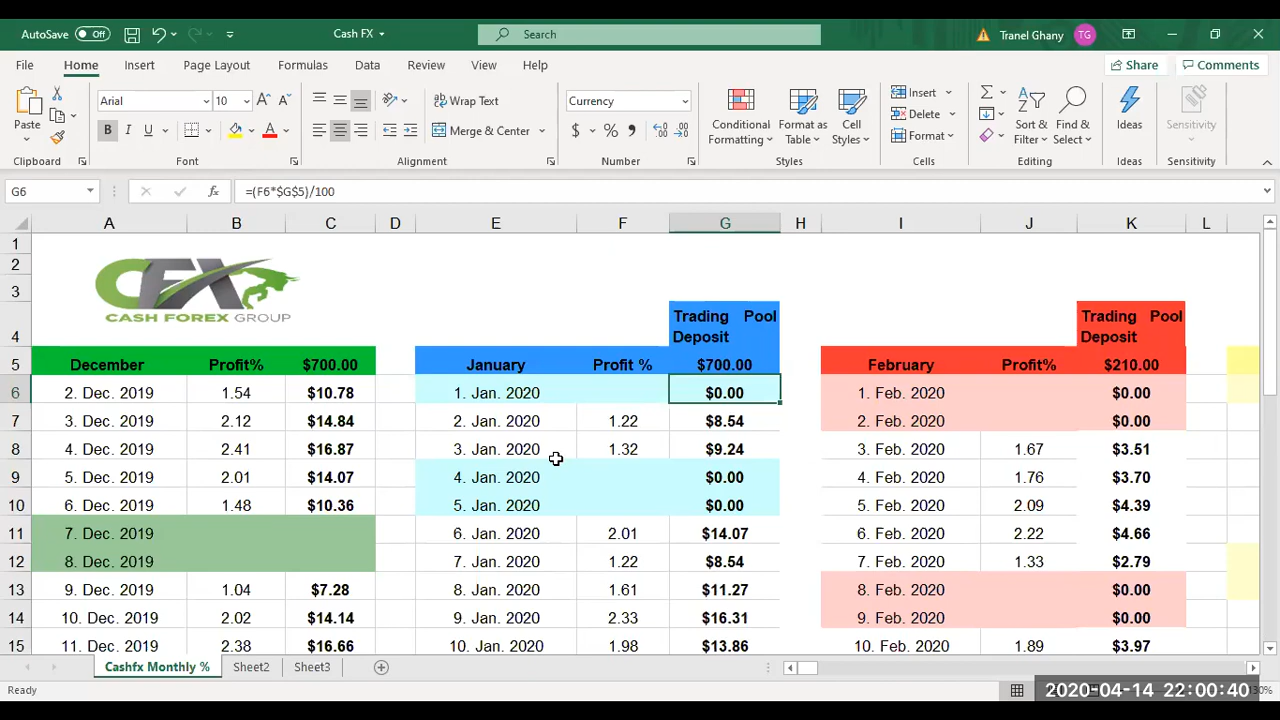 AutoSave Off Cash FX Search Tranel Ghany TG
File Home Insert Page Layout Formulas Data Review View Help Share Comments
Paste Arial 10 Wrap Text Merge & Center Currency Conditional Formatting Format as Table Cell Styles Insert Delete Format Sort & Filter Find & Select Ideas Sensitivity
Clipboard Font Alignment Number Styles Cells Editing Ideas Sensitivity
G6 fx =(F6*$G$5)/100
A B C D E F G H I J K L
1
2
CFX
CASH FOREX GROUP
3
4 Trading Pool Deposit Trading Pool Deposit
5 December Profit% $700.00 January Profit % $700.00 February Profit% $210.00
6 2. Dec. 2019 1.54 $10.78 1. Jan. 2020 $0.00 1. Feb. 2020 $0.00
7 3. Dec. 2019 2.12 $14.84 2. Jan. 2020 1.22 $8.54 2. Feb. 2020 $0.00
8 4. Dec. 2019 2.41 $16.87 3. Jan. 2020 1.32 $9.24 3. Feb. 2020 1.67 $3.51
9 5. Dec. 2019 2.01 $14.07 4. Jan. 2020 $0.00 4. Feb. 2020 1.76 $3.70
10 6. Dec. 2019 1.48 $10.36 5. Jan. 2020 $0.00 5. Feb. 2020 2.09 $4.39
11 7. Dec. 2019 6. Jan. 2020 2.01 $14.07 6. Feb. 2020 2.22 $4.66
12 8. Dec. 2019 7. Jan. 2020 1.22 $8.54 7. Feb. 2020 1.33 $2.79
13 9. Dec. 2019 1.04 $7.28 8. Jan. 2020 1.61 $11.27 8. Feb. 2020 $0.00
14 10. Dec. 2019 2.02 $14.14 9. Jan. 2020 2.33 $16.31 9. Feb. 2020 $0.00
15 11. Dec. 2019 2.38 $16.66 10. Jan. 2020 1.98 $13.86 10. Feb. 2020 1.89 $3.97
Cashfx Monthly % Sheet2 Sheet3
Ready 2020-04-14 22:00:40 130%